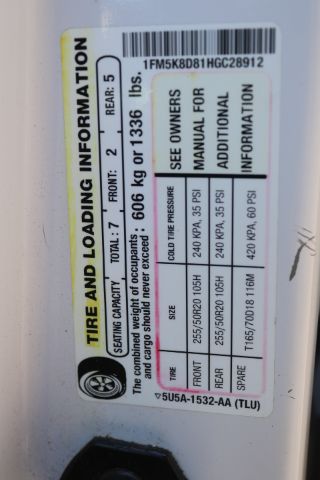 1FM5K8D81HGC28912
TIRE AND LOADING INFORMATION
SEATING CAPACITY TOTAL: 7 FRONT: 2 REAR: 5
The combined weight of occupants
and cargo should never exceed: 606 kg or 1336 lbs.
TIRE SIZE COLD TIRE PRESSURE SEE OWNERS
FRONT 255/50R20 105H 240 KPA, 35 PSI MANUAL FOR
REAR 255/50R20 105H 240 KPA, 35 PSI ADDITIONAL
SPARE T165/70D18 116M 420 KPA, 60 PSI INFORMATION
5U5A-1532-AA (TLU)